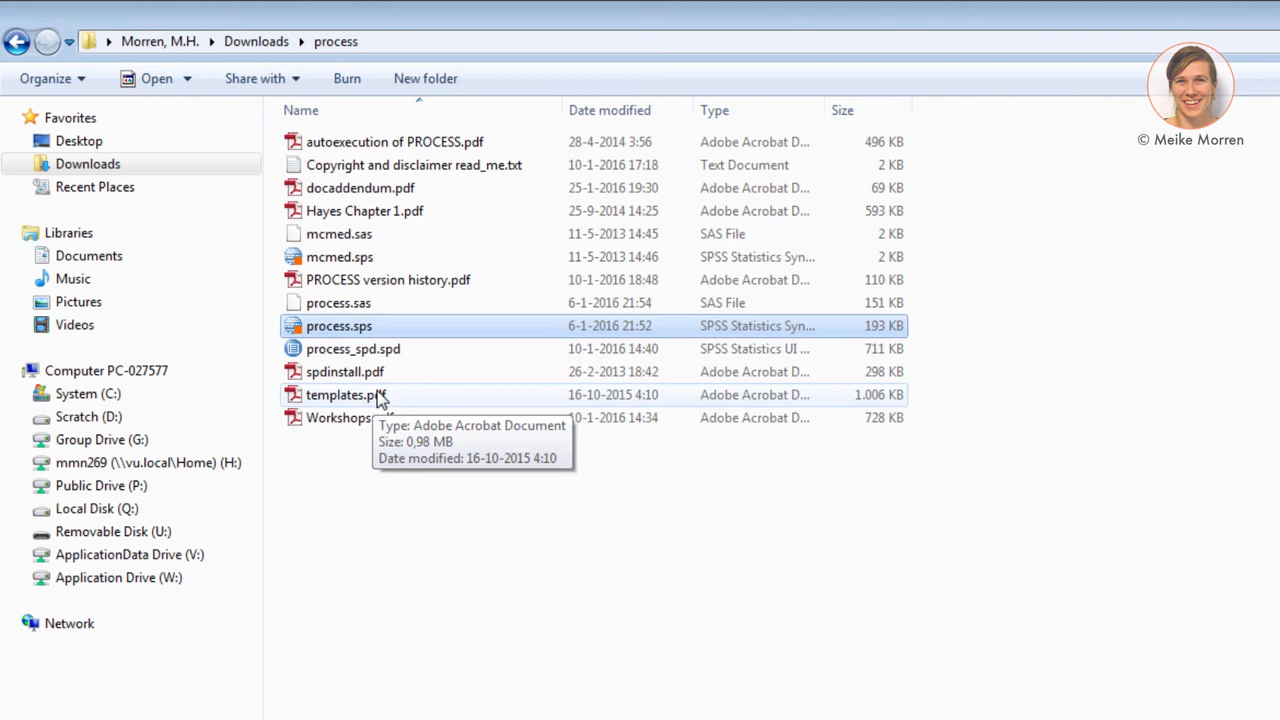 Morren, M.H. Downloads process
Organize Open Share with Burn New folder
© Meike Morren
Favorites
Desktop
Downloads
Recent Places
Libraries
Documents
Music
Pictures
Videos
Computer PC-027577
System (C:)
Scratch (D:)
Group Drive (G:)
mmn269 (\\vu.local\Home) (H:)
Public Drive (P:)
Local Disk (Q:)
Removable Disk (U:)
ApplicationData Drive (V:)
Application Drive (W:)
Network
Name Date modified Type Size
autoexecution of PROCESS.pdf 28-4-2014 3:56 Adobe Acrobat D... 496 KB
Copyright and disclaimer read_me.txt 10-1-2016 17:18 Text Document 2 KB
docaddendum.pdf 25-1-2016 19:30 Adobe Acrobat D... 69 KB
Hayes Chapter 1.pdf 25-9-2014 14:25 Adobe Acrobat D... 593 KB
mcmed.sas 11-5-2013 14:45 SAS File 2 KB
mcmed.sps 11-5-2013 14:46 SPSS Statistics Syn... 2 KB
PROCESS version history.pdf 10-1-2016 18:48 Adobe Acrobat D... 110 KB
process.sas 6-1-2016 21:54 SAS File 151 KB
process.sps 6-1-2016 21:52 SPSS Statistics Syn... 193 KB
process_spd.spd 10-1-2016 14:40 SPSS Statistics UI ... 711 KB
spdinstall.pdf 26-2-2013 18:42 Adobe Acrobat D... 298 KB
templates.pdf 16-10-2015 4:10 Adobe Acrobat D... 1.006 KB
Workshops 10-1-2016 14:34 Adobe Acrobat D... 728 KB
Type: Adobe Acrobat Document
Size: 0,98 MB
Date modified: 16-10-2015 4:10